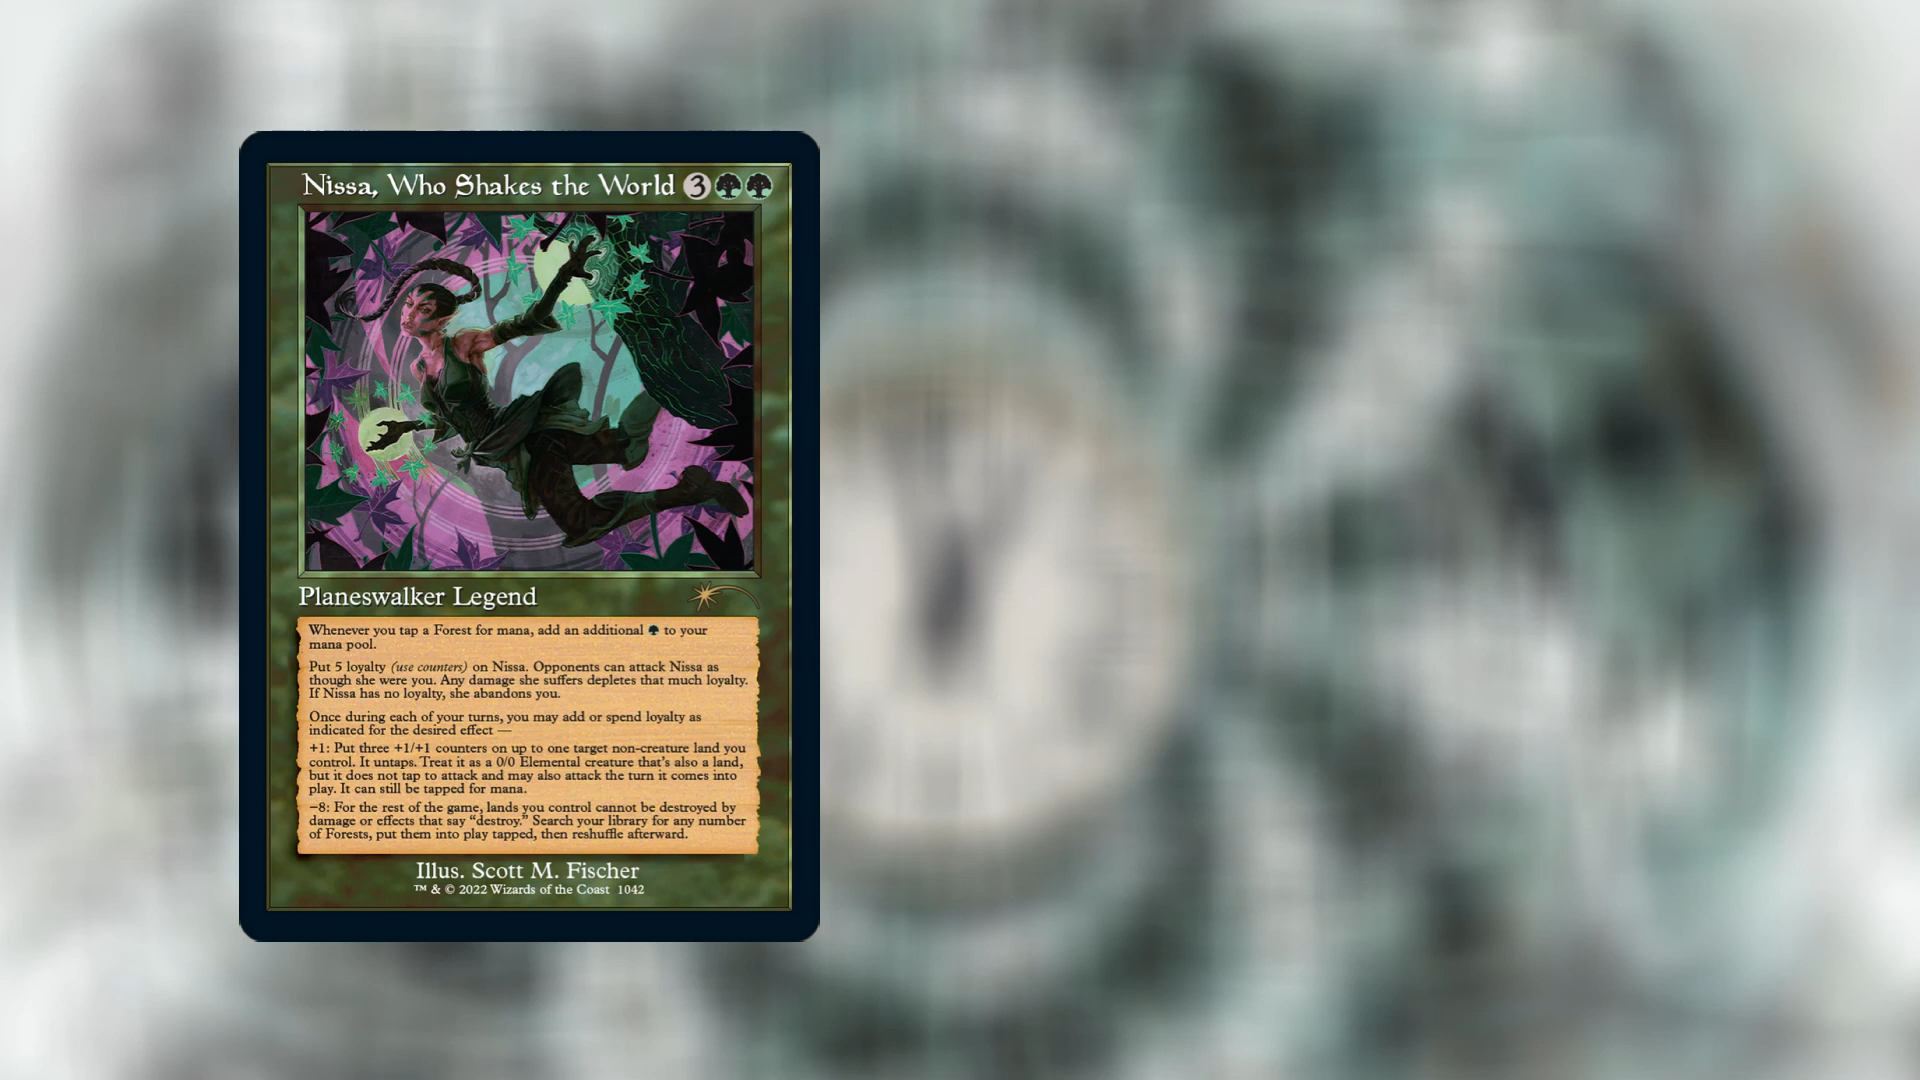 Nissa, Who Shakes the World 3
Planeswalker Legend
Whenever you tap a Forest for mana, add an additional to your
mana pool.
Put 5 loyalty (use counters) on Nissa. Opponents can attack Nissa as
though she were you. Any damage she suffers depletes that much loyalty.
If Nissa has no loyalty, she abandons you.
Once during each of your turns, you may add or spend loyalty as
indicated for the desired effect —
+1: Put three +1/+1 counters on up to one target non-creature land you
control. It untaps. Treat it as a 0/0 Elemental creature that's also a land,
but it does not tap to attack and may also attack the turn it comes into
play. It can still be tapped for mana.
−8: For the rest of the game, lands you control cannot be destroyed by
damage or effects that say “destroy.” Search your library for any number
of Forests, put them into play tapped, then reshuffle afterward.
Illus. Scott M. Fischer
™ & © 2022 Wizards of the Coast 1042